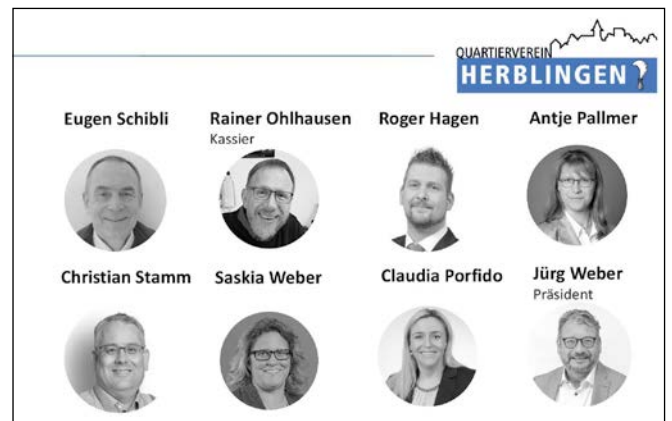 QUARTIERVEREIN
HERBLINGEN
Eugen Schibli
Rainer Ohlhausen
Kassier
Roger Hagen
Antje Pallmer
Christian Stamm
Saskia Weber
Claudia Porfido
Jürg Weber
Präsident